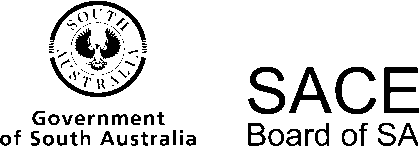 SOUTH AUSTRALIA
Government
of South Australia
SACE
Board of SA